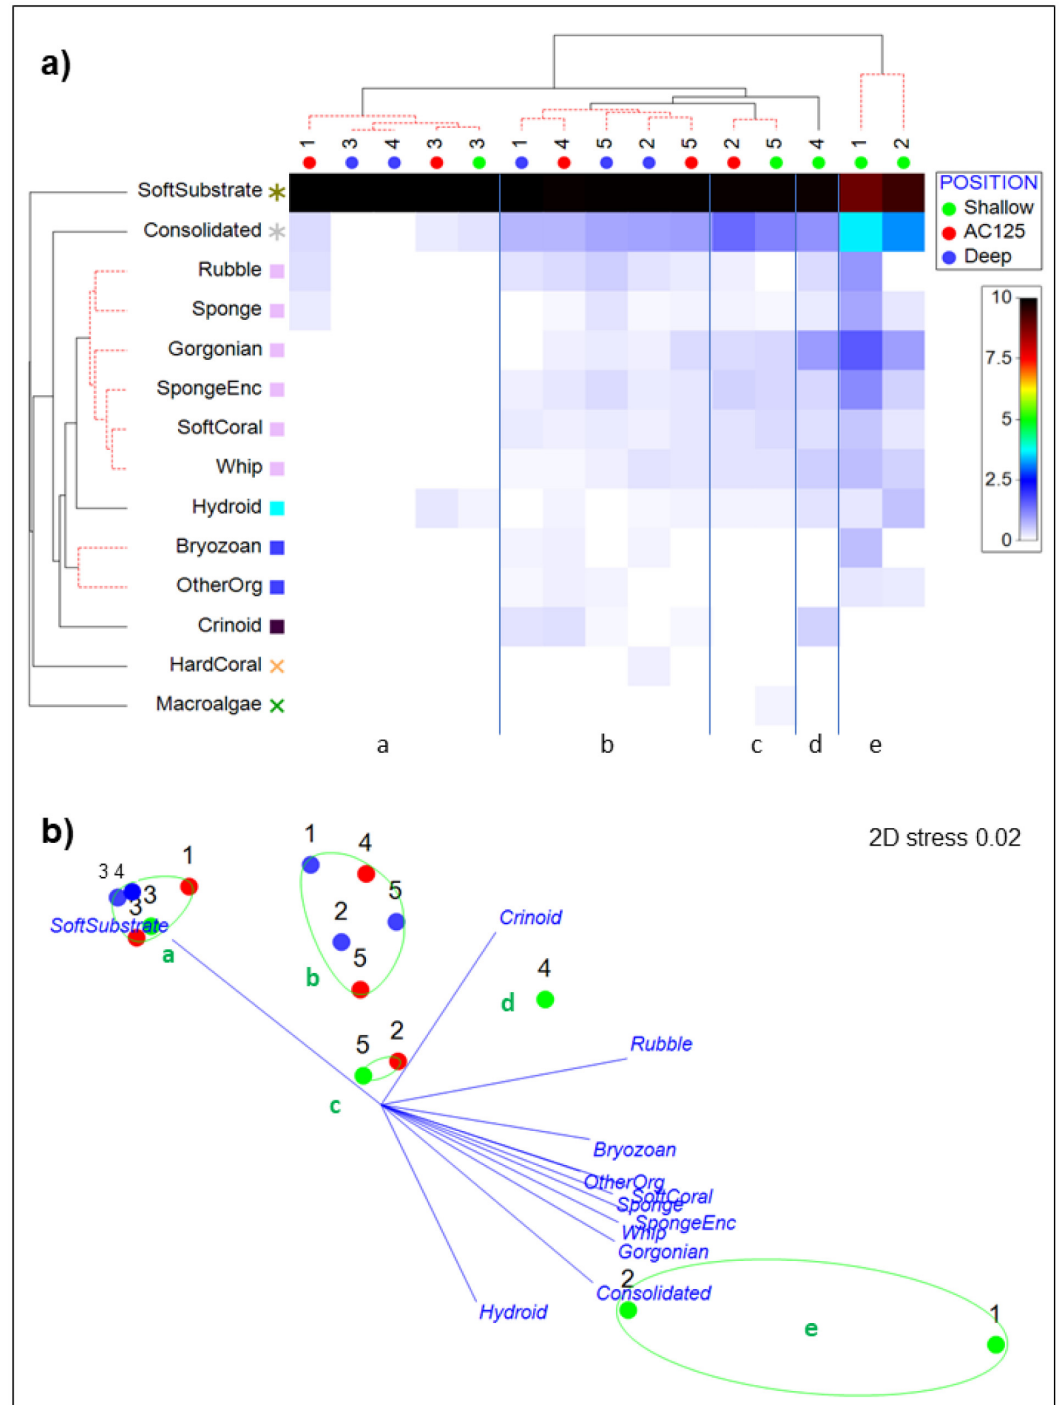 a)
1 3 4 3 3 1 4 5 2 5 2 5 4 1 2
SoftSubstrate
Consolidated
Rubble
Sponge
Gorgonian
SpongeEnc
SoftCoral
Whip
Hydroid
Bryozoan
OtherOrg
Crinoid
HardCoral
Macroalgae
a b c d e
POSITION
Shallow
AC125
Deep
10
7.5
5
2.5
0
b)
2D stress 0.02
1
4
1
3 4
3
5
3
2
SoftSubstrate
Crinoid
a
5
b
4
d
2
5
Rubble
c
Bryozoan
OtherOrg
SoftCoral
Sponge
SpongeEnc
Whip
Gorgonian
2
Consolidated
Hydroid
1
e